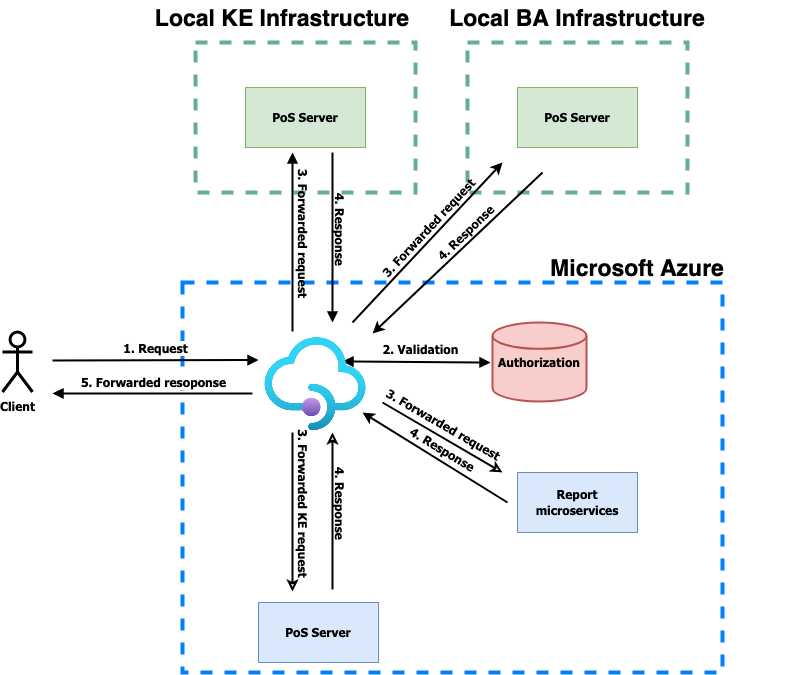 Local KE Infrastructure
Local BA Infrastructure
PoS Server
PoS Server
3. Forwarded request
4. Response
3. Forwarded request
4. Response
Microsoft Azure
1. Request
2. Validation
Authorization
5. Forwarded resoponse
Client
3. Forwarded request
4. Response
3. Forwarded KE request
4. Response
Report
microservices
PoS Server